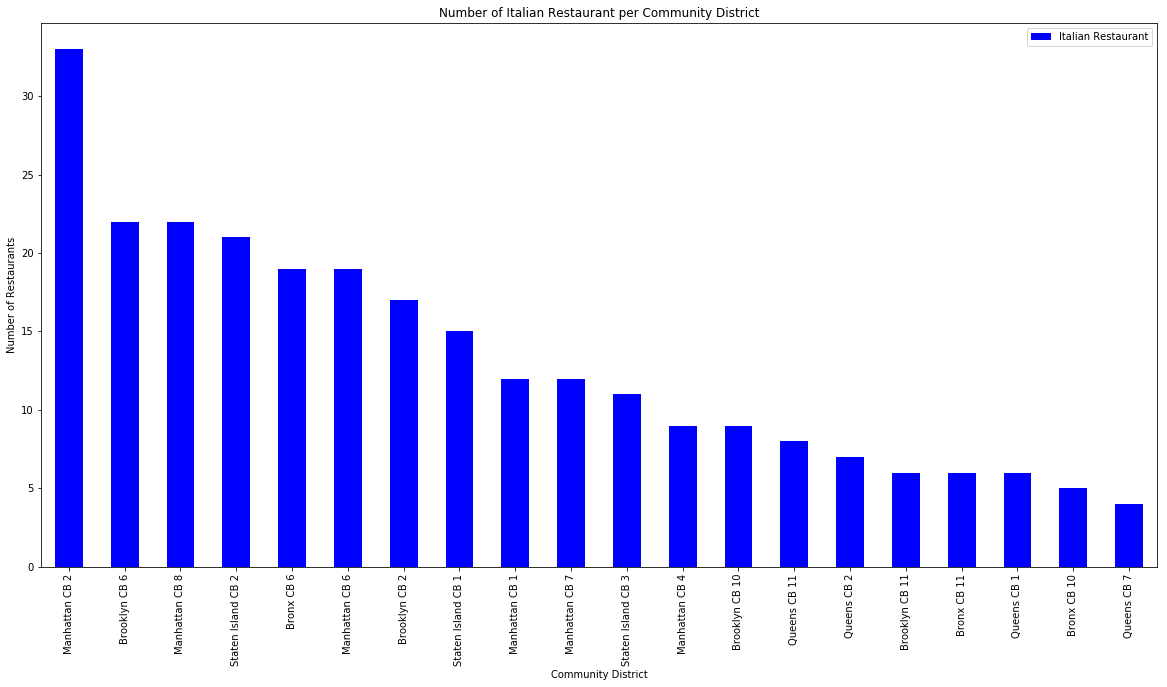 Number of Italian Restaurant per Community District
Italian Restaurant
Number of Restaurants
30
25
20
15
10
5
0
Manhattan CB 2
Brooklyn CB 6
Manhattan CB 8
Staten Island CB 2
Bronx CB 6
Manhattan CB 6
Brooklyn CB 2
Staten Island CB 1
Manhattan CB 1
Manhattan CB 7
Staten Island CB 3
Manhattan CB 4
Brooklyn CB 10
Queens CB 11
Queens CB 2
Brooklyn CB 11
Bronx CB 11
Queens CB 1
Bronx CB 10
Queens CB 7
Community District